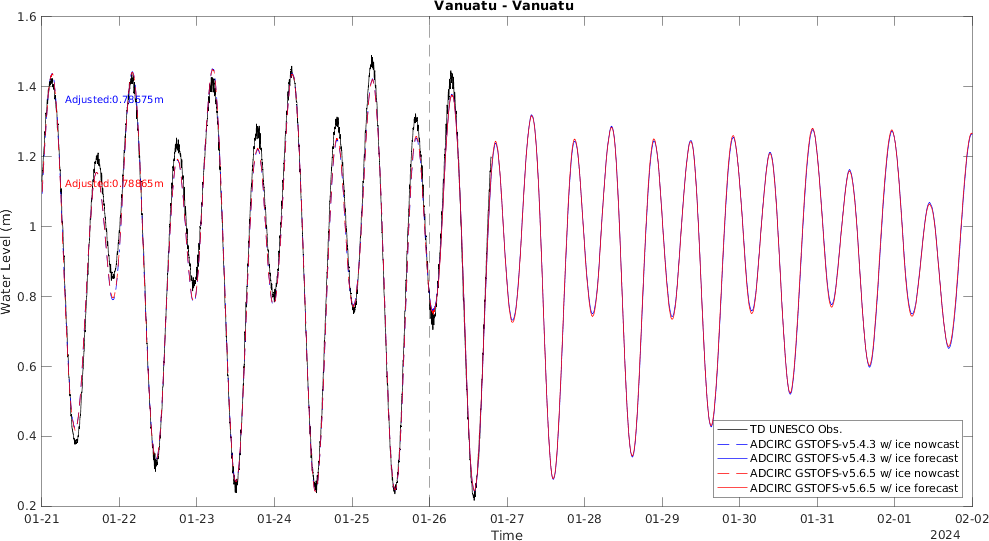 Vanuatu - Vanuatu
1.6
1.4
1.2
1
0.8
0.6
0.4
0.2
Water Level (m)
Adjusted:0.78675m
Adjusted:0.78865m
TD UNESCO Obs.
ADCIRC GSTOFS-v5.4.3 w/ ice nowcast
ADCIRC GSTOFS-v5.4.3 w/ ice forecast
ADCIRC GSTOFS-v5.6.5 w/ ice nowcast
ADCIRC GSTOFS-v5.6.5 w/ ice forecast
01-21 01-22 01-23 01-24 01-25 01-26 01-27 01-28 01-29 01-30 01-31 02-01 02-02
Time
2024